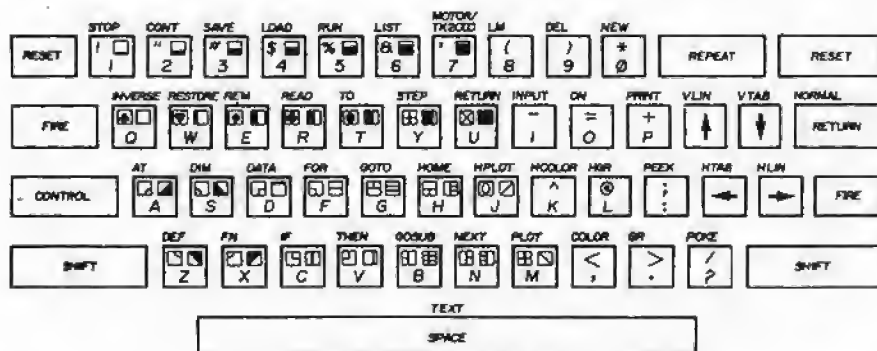 STOP CONT SAVE LOAD RUN LIST MOTOR/TK2000 LM DEL NEW
RESET ! 1 " 2 # 3 $ 4 % 5 & 6 ' 7 ( 8 ) 9 * Ø REPEAT RESET
INVERSE RESTORE REM READ TO STEP RETURN INPUT ON PRINT VLIN VTAB NORMAL
FIRE Q W E R T Y U - I = O + P ↑ ↓ RETURN
AT DIM DATA FOR GOTO HOME HPLOT HCOLOR HGR PEEK HTAB HLIN
CONTROL A S D F G H J ^ K @ L ; : ← → FIRE
DEF FN IF THEN GOSUB NEXT PLOT COLOR GR POKE
SHIFT Z X C V B N M < , > . / ? SHIFT
TEXT
SPACE